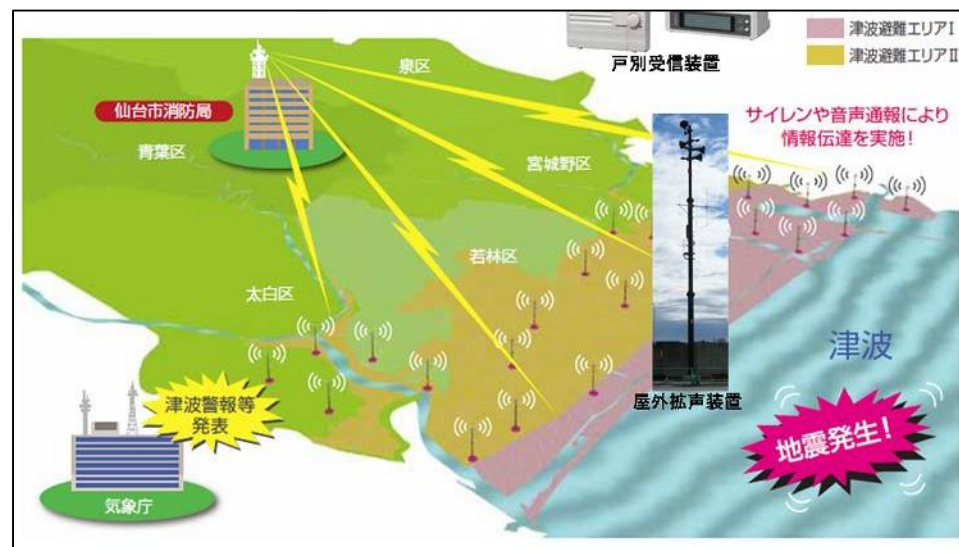 津波避難エリアⅠ
津波避難エリアⅡ
戸別受信装置
泉区
仙台市消防局
サイレンや音声通報により
情報伝達を実施！
青葉区
宮城野区
若林区
太白区
津波
屋外拡声装置
津波警報等
発表
地震発生！
気象庁